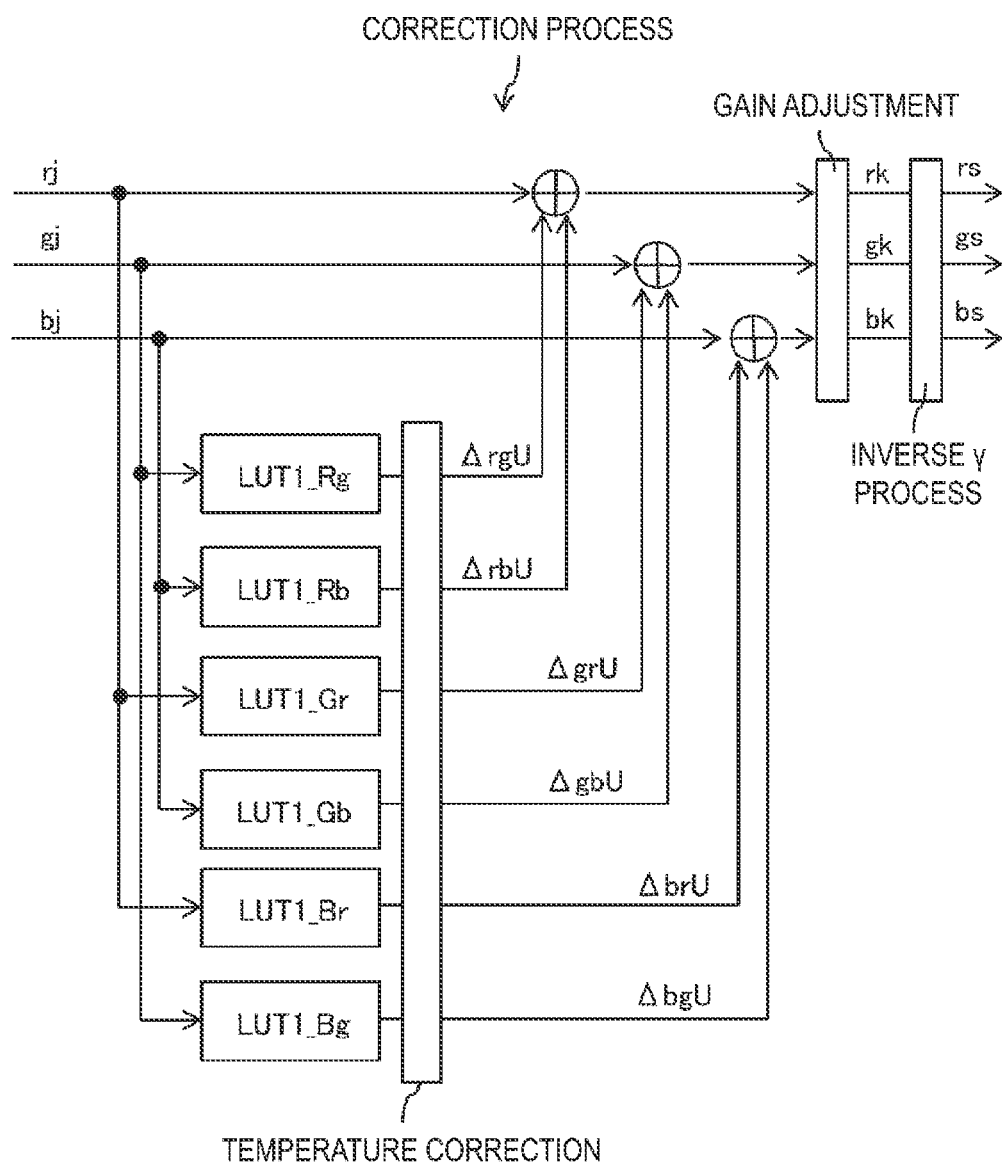 CORRECTION PROCESS
GAIN ADJUSTMENT
rj
rk
rs
gj
gk
gs
bj
bk
bs
INVERSE γ
PROCESS
LUT1_Rg
Δ rgU
LUT1_Rb
Δ rbU
LUT1_Gr
Δ grU
LUT1_Gb
Δ gbU
LUT1_Br
Δ brU
LUT1_Bg
Δ bgU
TEMPERATURE CORRECTION